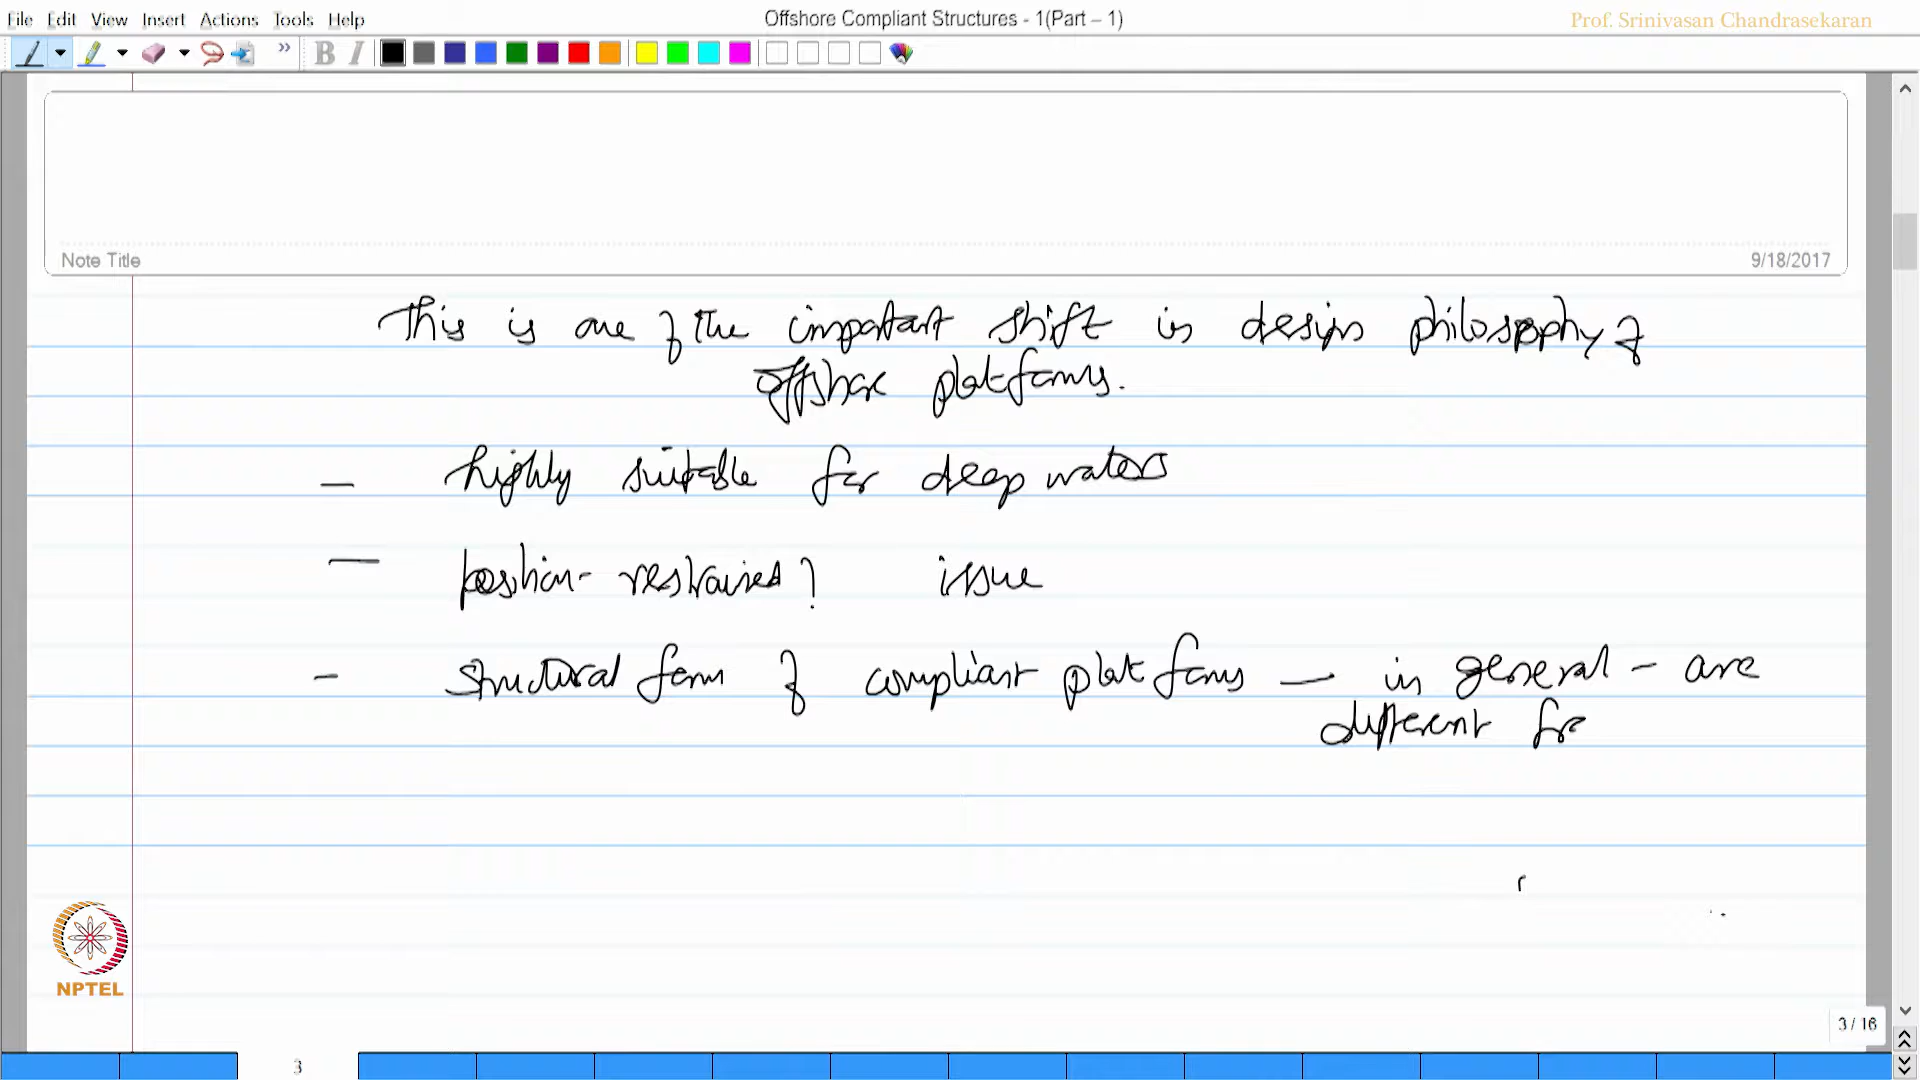 File Edit View Insert Actions Tools Help
Offshore Compliant Structures - 1(Part – 1)
Prof. Srinivasan Chandrasekaran
B I
Note Title
9/18/2017
This is one of the important shift in design philosophy of
offshore platforms.
– highly suitable for deep waters
– position-restrained? issue
– structural form of compliant platforms – in general – are
different fr
NPTEL
3 / 16
3